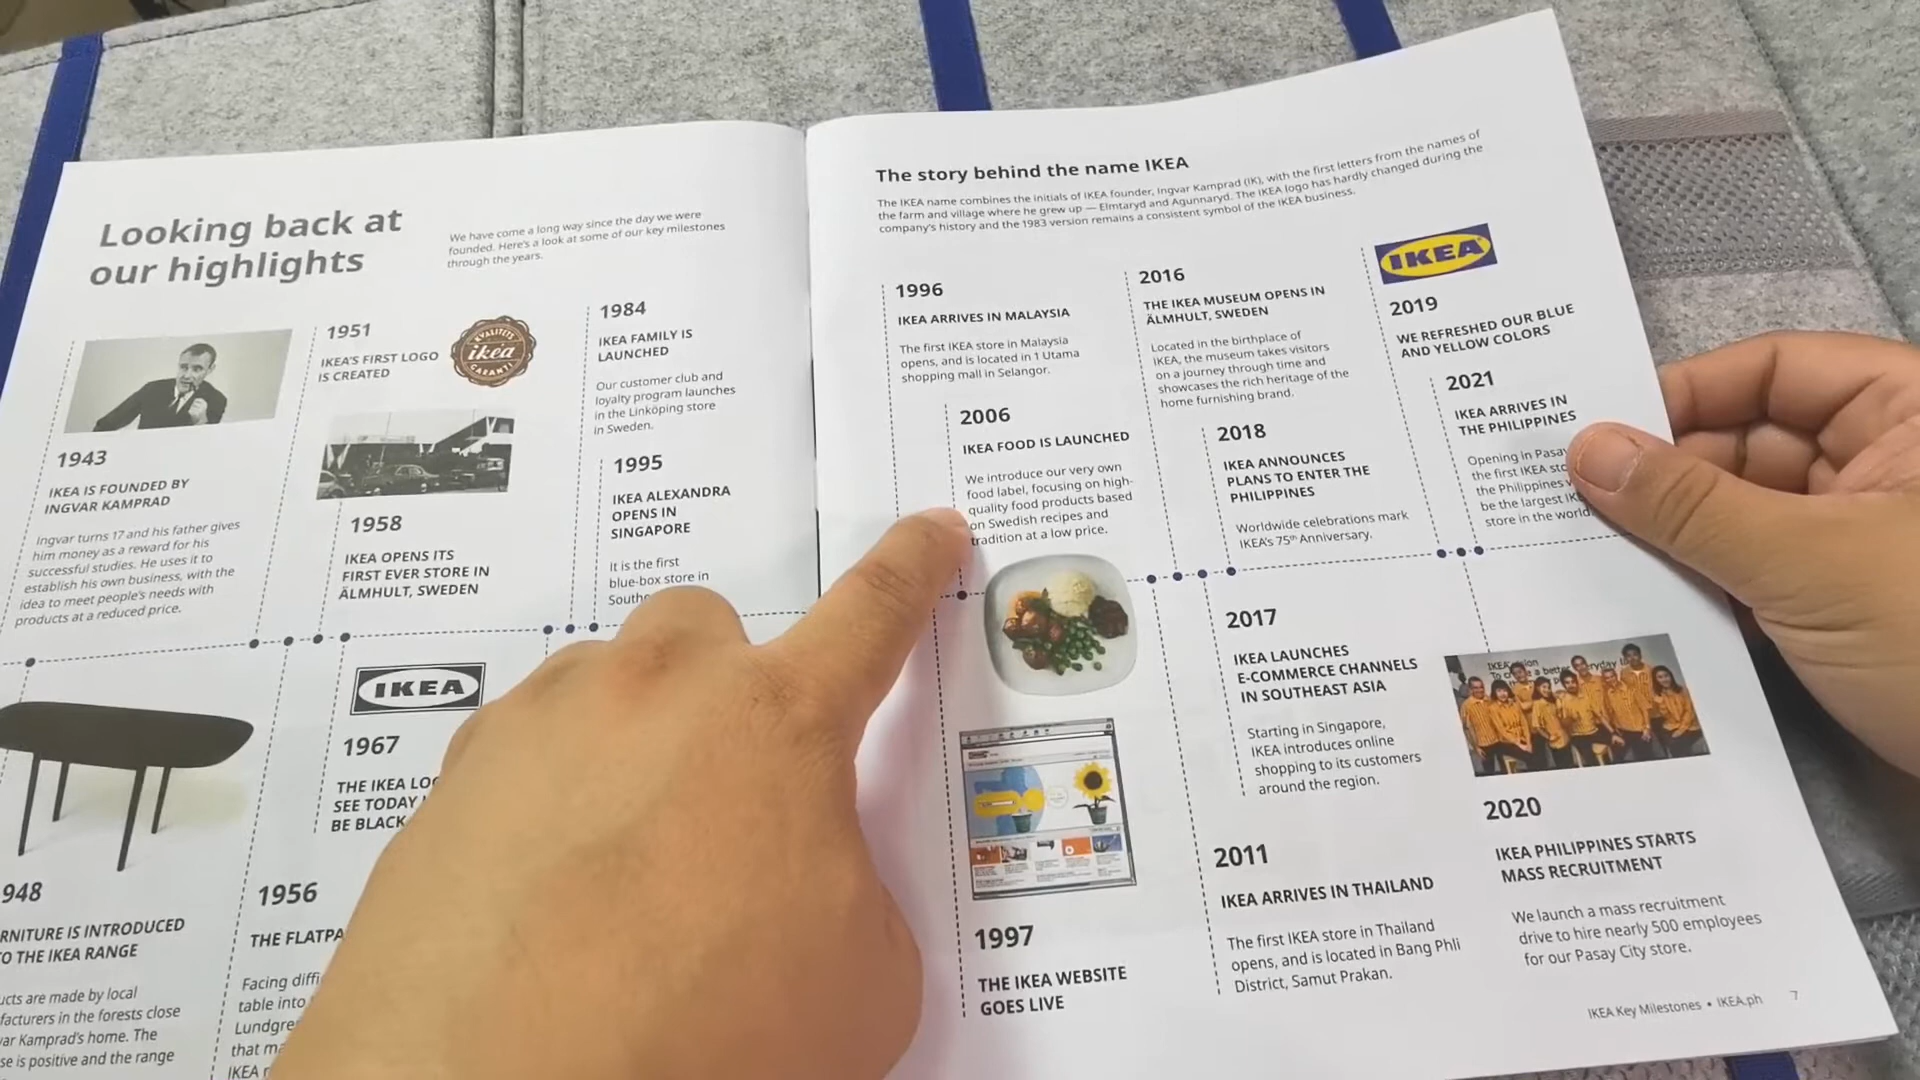 Looking back at
our highlights
We have come a long way since the day we were
founded. Here's a look at some of our key milestones
through the years.
1943
IKEA IS FOUNDED BY
INGVAR KAMPRAD
Ingvar turns 17 and his father gives
him money as a reward for his
successful studies. He uses it to
establish his own business, with the
idea to meet people's needs with
products at a reduced price.
1951
IKEA'S FIRST LOGO
IS CREATED
KVALITETS
ikéa
GARANTI
1958
IKEA OPENS ITS
FIRST EVER STORE IN
ÄLMHULT, SWEDEN
1984
IKEA FAMILY IS
LAUNCHED
Our customer club and
loyalty program launches
in the Linköping store
in Sweden.
1995
IKEA ALEXANDRA
OPENS IN
SINGAPORE
It is the first
blue-box store in
948
RNITURE IS INTRODUCED
O THE IKEA RANGE
ucts are made by local
facturers in the forests close
var Kamprad's home. The
se is positive and the range
1956
THE FLATPA
Facing diffi
table into
Lundgre
that ma
IKEA
IKEA
1967
THE IKEA LO
SEE TODAY
BE BLACK
The story behind the name IKEA
The IKEA name combines the initials of IKEA founder, Ingvar Kamprad (IK), with the first letters from the names of
the farm and village where he grew up — Elmtaryd and Agunnaryd. The IKEA logo has hardly changed during the
company's history and the 1983 version remains a consistent symbol of the IKEA business.
1996
IKEA ARRIVES IN MALAYSIA
The first IKEA store in Malaysia
opens, and is located in 1 Utama
shopping mall in Selangor.
2006
IKEA FOOD IS LAUNCHED
We introduce our very own
food label, focusing on high-
quality food products based
on Swedish recipes and
tradition at a low price.
2016
THE IKEA MUSEUM OPENS IN
ÄLMHULT, SWEDEN
Located in the birthplace of
IKEA, the museum takes visitors
on a journey through time and
showcases the rich heritage of the
home furnishing brand.
2018
IKEA ANNOUNCES
PLANS TO ENTER THE
PHILIPPINES
Worldwide celebrations mark
IKEA's 75th Anniversary.
IKEA
2019
WE REFRESHED OUR BLUE
AND YELLOW COLORS
2021
IKEA ARRIVES IN
THE PHILIPPINES
Opening in Pasay
the first IKEA sto
the Philippines
be the largest IK
store in the world.
1997
THE IKEA WEBSITE
GOES LIVE
2017
IKEA LAUNCHES
E-COMMERCE CHANNELS
IN SOUTHEAST ASIA
Starting in Singapore,
IKEA introduces online
shopping to its customers
around the region.
2011
IKEA ARRIVES IN THAILAND
The first IKEA store in Thailand
opens, and is located in Bang Phli
District, Samut Prakan.
2020
IKEA PHILIPPINES STARTS
MASS RECRUITMENT
We launch a mass recruitment
drive to hire nearly 500 employees
for our Pasay City store.
IKEA Key Milestones • IKEA.ph 7